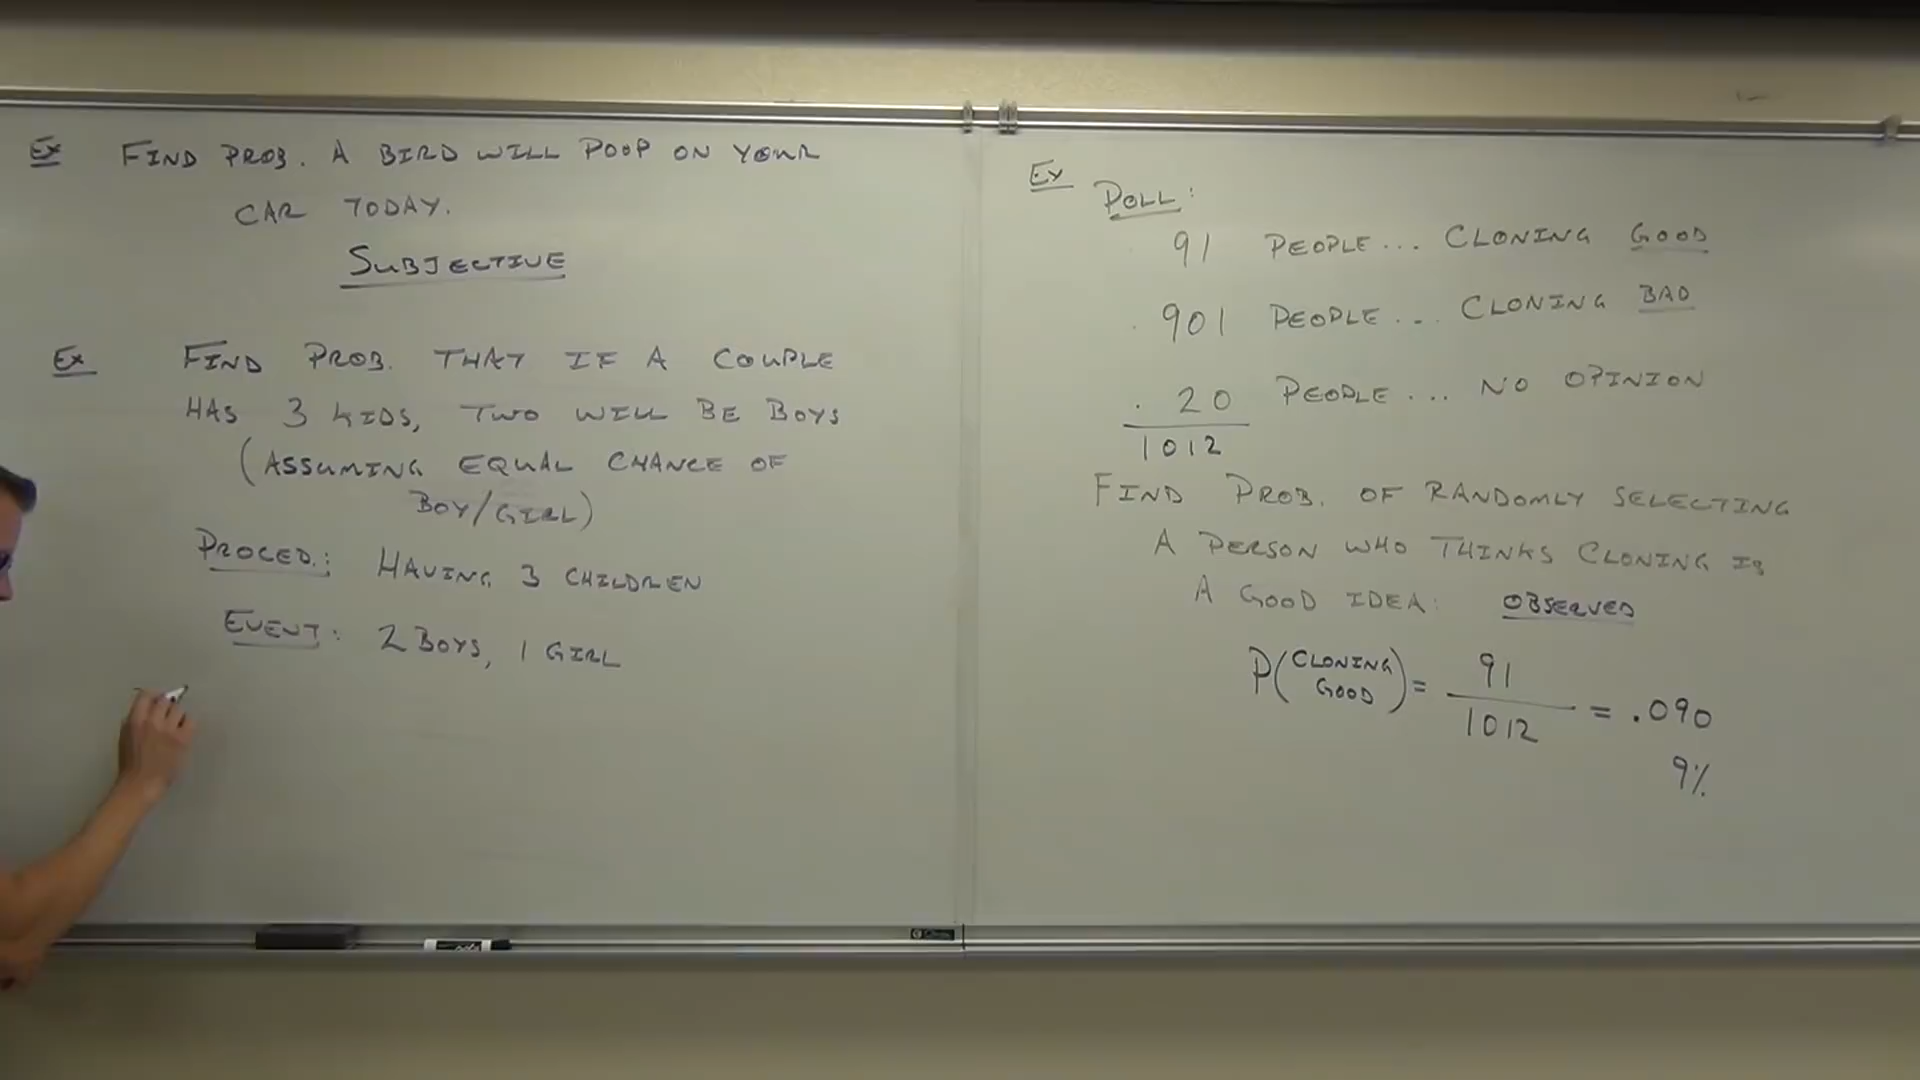 Ex FIND PROB. A BIRD WILL POOP ON YOUR
CAR TODAY.
SUBJECTIVE
Ex FIND PROB. THAT IF A COUPLE
HAS 3 KIDS, TWO WILL BE BOYS
(ASSUMING EQUAL CHANCE OF
BOY/GIRL)
PROCED.: HAVING 3 CHILDREN
EVENT: 2 BOYS, 1 GIRL
Ex
POLL:
91 PEOPLE... CLONING GOOD
901 PEOPLE... CLONING BAD
20 PEOPLE... NO OPINION
1012
FIND PROB. OF RANDOMLY SELECTING
A PERSON WHO THINKS CLONING IS
A GOOD IDEA: OBSERVED
P(CLONING GOOD) = 91/1012 = .090
9%